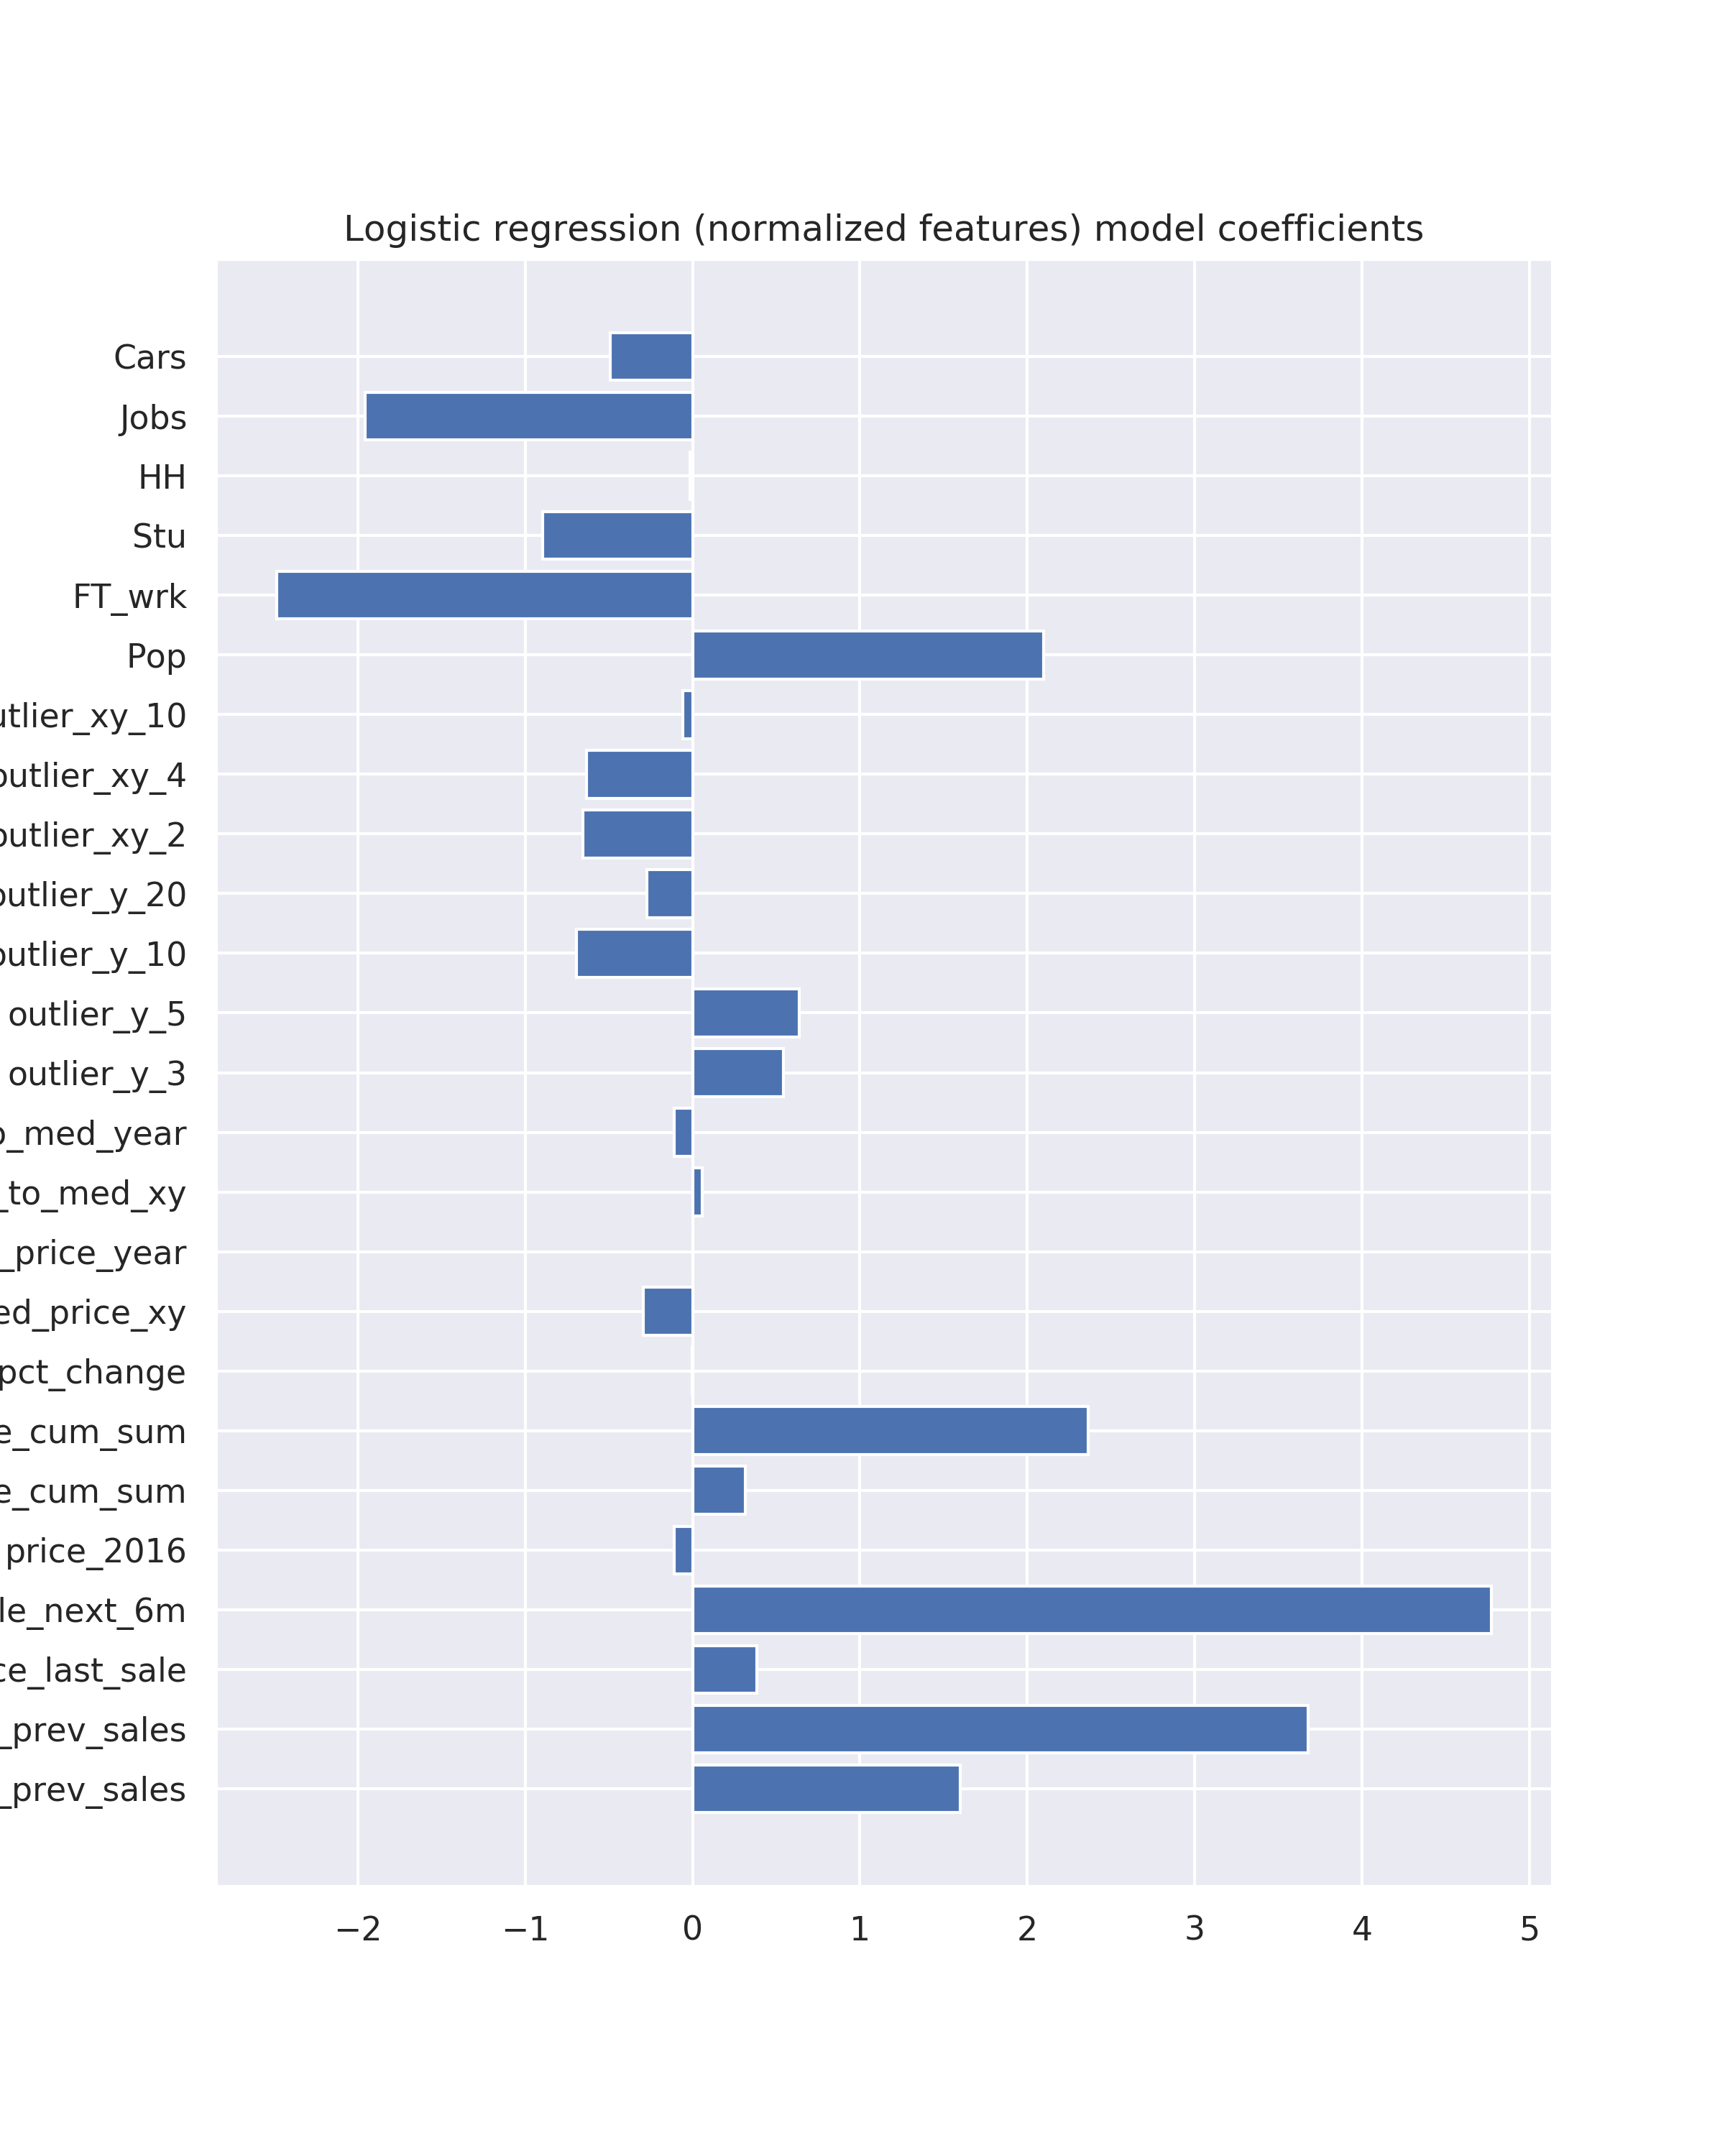 Logistic regression (normalized features) model coefficients
Cars
Jobs
HH
Stu
FT_wrk
Pop
utlier_xy_10
outlier_xy_4
outlier_xy_2
outlier_y_20
outlier_y_10
outlier_y_5
outlier_y_3
o_med_year
_to_med_xy
_price_year
ed_price_xy
pct_change
e_cum_sum
e_cum_sum
price_2016
le_next_6m
ce_last_sale
_prev_sales
_prev_sales
−2 −1 0 1 2 3 4 5